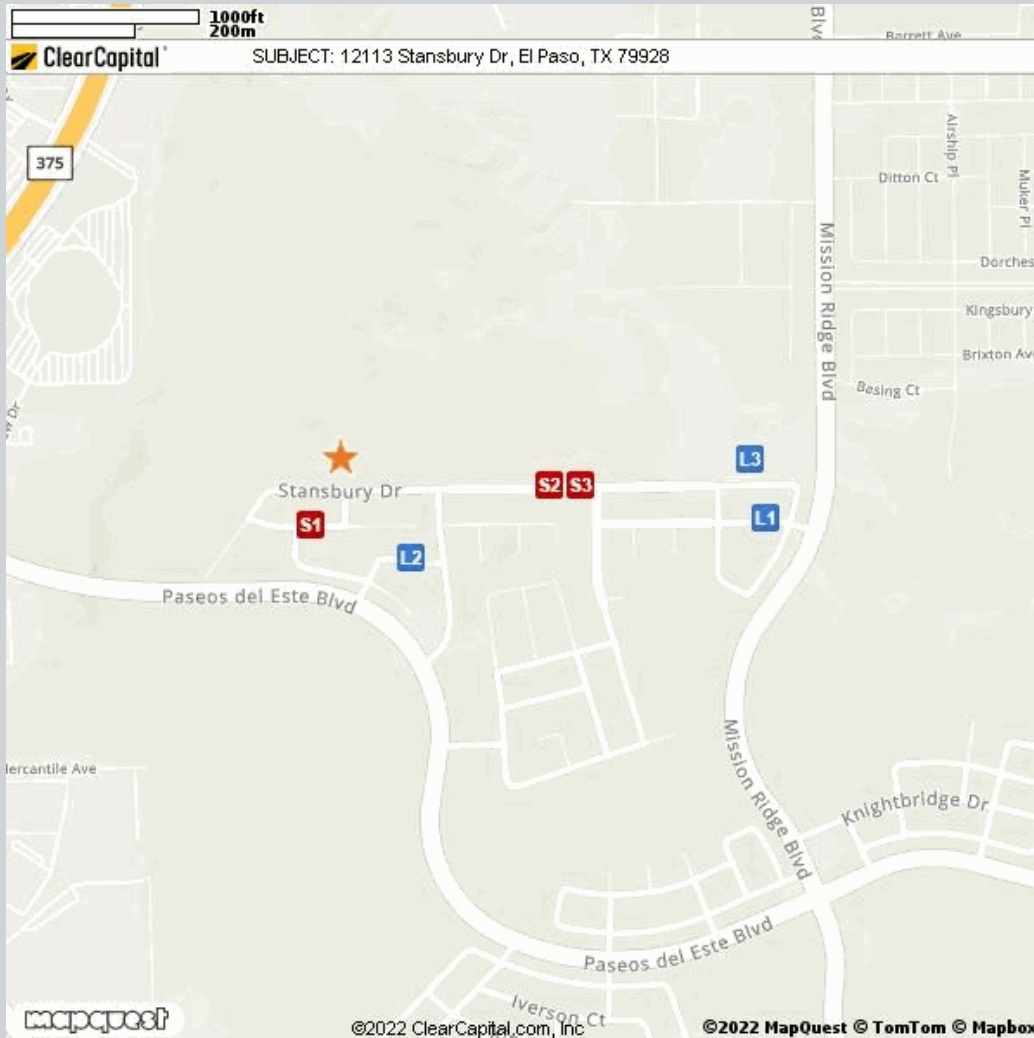 1000ft
200m
ClearCapital
SUBJECT: 12113 Stansbury Dr, El Paso, TX 79928
Barrett Ave
375
Airship Pl
Ditton Ct
Muker Pl
Mission Ridge Blvd
Dorches
Kingsbury
Brixton Av
Basing Ct
L3
Stansbury Dr
S2
S3
S1
L1
L2
Paseos del Este Blvd
Mission Ridge Blvd
Mercantile Ave
Knightbridge Dr
Paseos del Este Blvd
Iverson Ct
mapquest
©2022 ClearCapital.com, Inc
©2022 MapQuest © TomTom © Mapbox